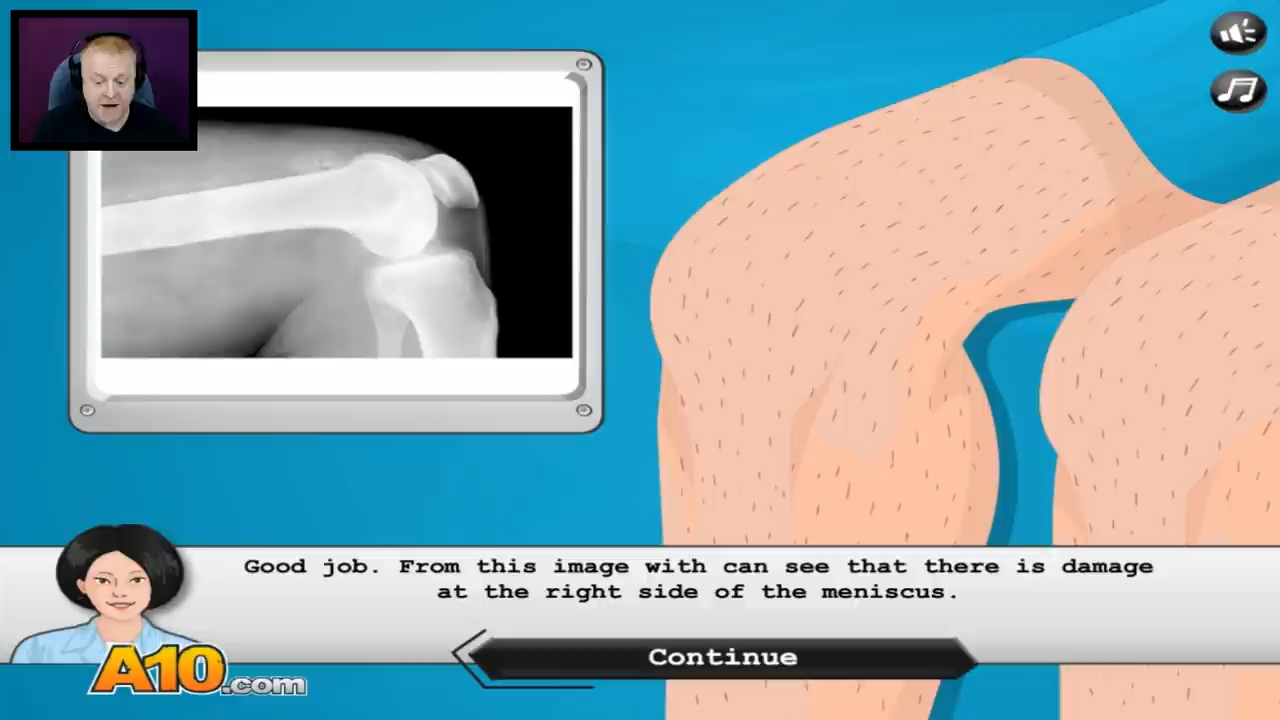 Good job. From this image with can see that there is damage
at the right side of the meniscus.
Continue
A10.com